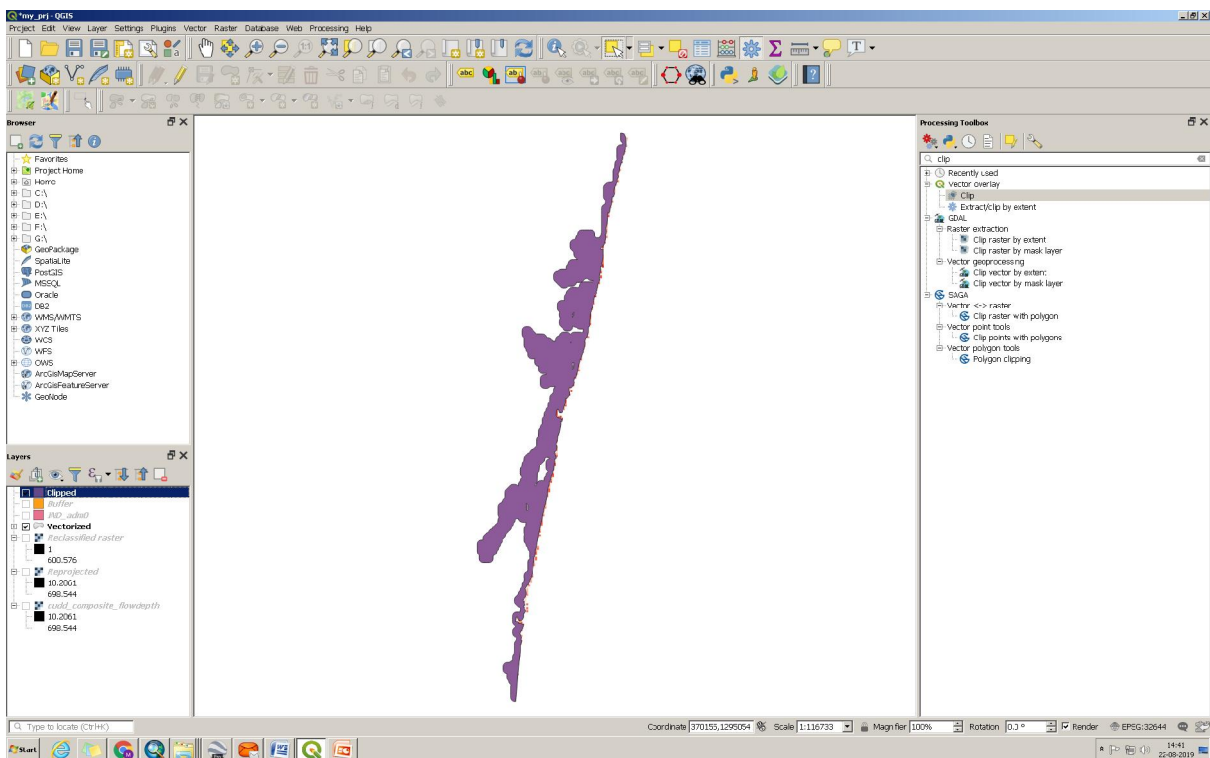 *my_prj - QGIS
Project Edit View Layer Settings Plugins Vector Raster Database Web Processing Help
Browser
Favorites
Project Home
Home
C:\
D:\
E:\
F:\
G:\
GeoPackage
SpatiaLite
PostGIS
MSSQL
Oracle
DB2
WMS/WMTS
XYZ Tiles
WCS
WFS
OWS
ArcGisMapServer
ArcGisFeatureServer
GeoNode
Layers
Clipped
Buffer
IND_adm0
Vectorized
Reclassified raster
1
600.576
Reprojected
10.2061
698.544
cudd_composite_flowdepth
10.2061
698.544
Processing Toolbox
clip
Recently used
Vector overlay
Clip
Extract/clip by extent
GDAL
Raster extraction
Clip raster by extent
Clip raster by mask layer
Vector geoprocessing
Clip vector by extent
Clip vector by mask layer
SAGA
Vector <-> raster
Clip raster with polygon
Vector point tools
Clip points with polygons
Vector polygon tools
Polygon clipping
Type to locate (Ctrl+K)
Coordinate 370155,1295054 Scale 1:116733 Magnifier 100% Rotation 0.0 ° Render EPSG:32644
Start
14:41
22-08-2019